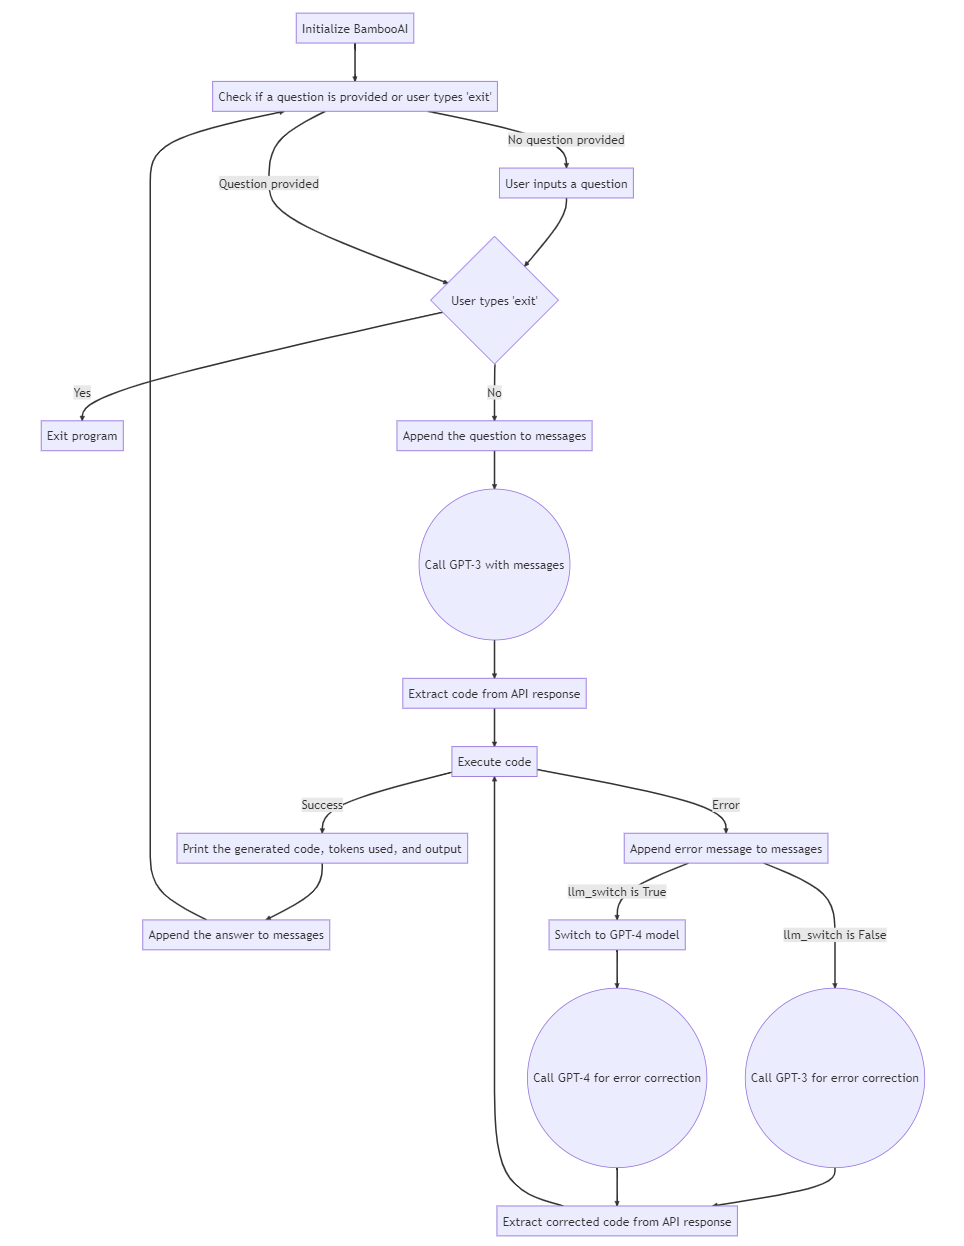 Initialize BambooAI
Check if a question is provided or user types 'exit'
No question provided
Question provided
User inputs a question
User types 'exit'
Yes
No
Exit program
Append the question to messages
Call GPT-3 with messages
Extract code from API response
Execute code
Success
Error
Print the generated code, tokens used, and output
Append error message to messages
llm_switch is True
Append the answer to messages
Switch to GPT-4 model
llm_switch is False
Call GPT-4 for error correction
Call GPT-3 for error correction
Extract corrected code from API response